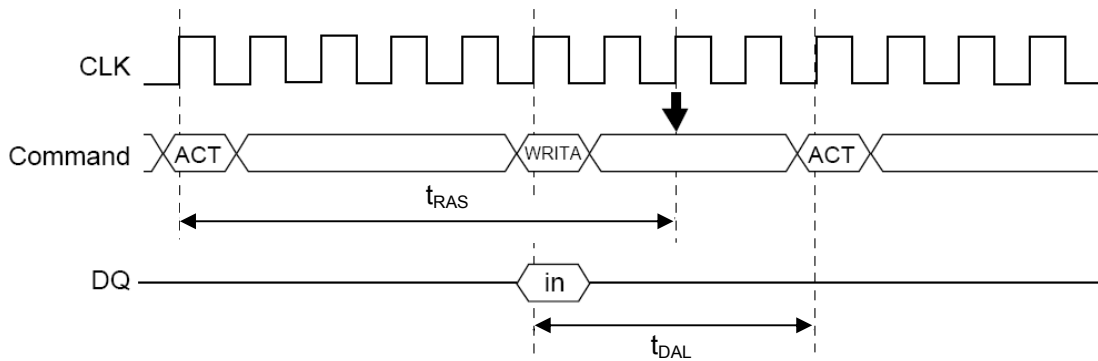 CLK
Command ACT WRITA ACT
tRAS
DQ in
tDAL